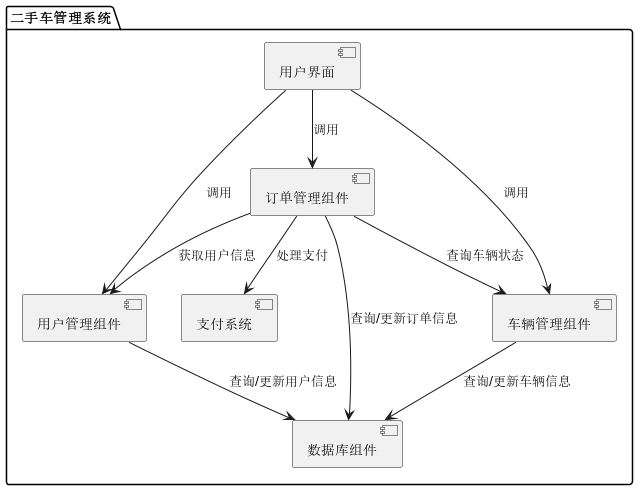 二手车管理系统
用户界面
调用
调用
调用
订单管理组件
获取用户信息
处理支付
查询车辆状态
用户管理组件
支付系统
查询/更新订单信息
车辆管理组件
查询/更新用户信息
查询/更新车辆信息
数据库组件